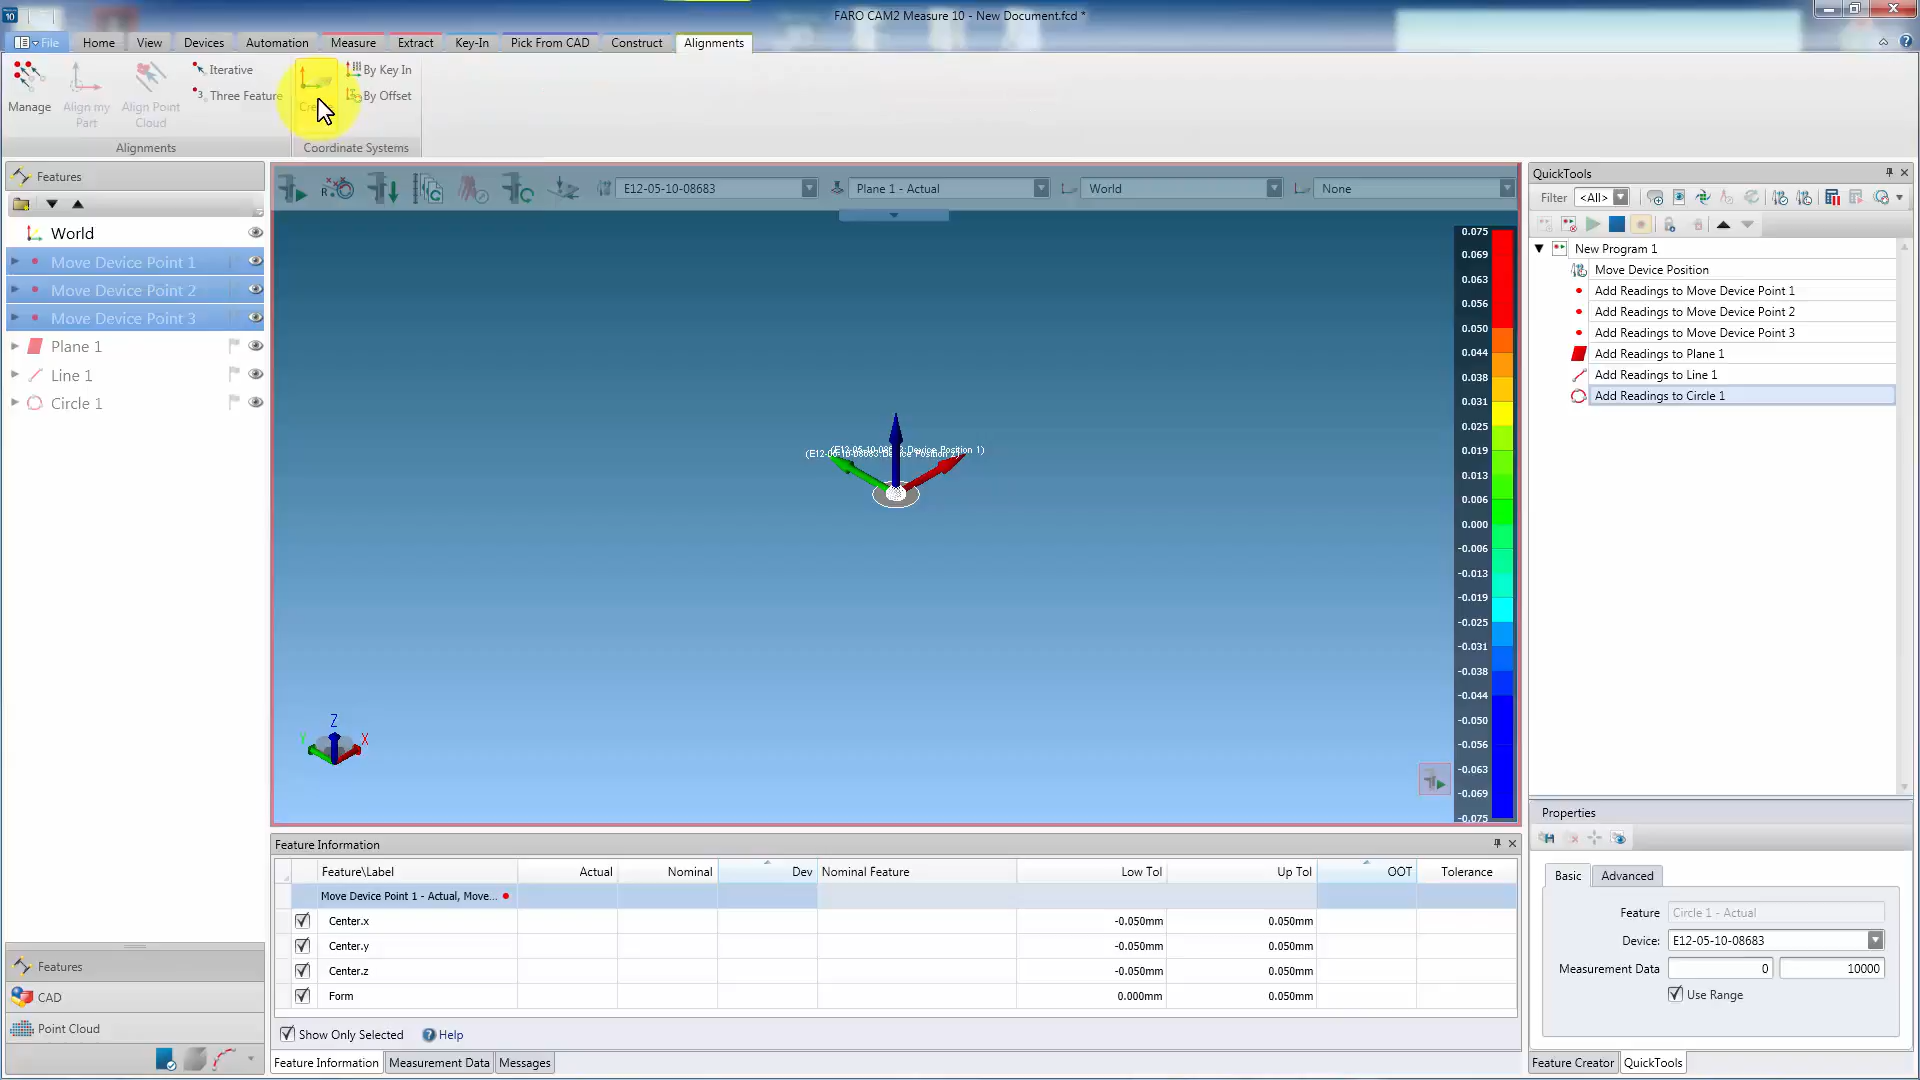 FARO CAM2 Measure 10 - New Document.fcd *
File Home View Devices Automation Measure Extract Key-In Pick From CAD Construct Alignments
Manage
Align my Part
Align Point Cloud
Iterative
Three Feature
By Key In
By Offset
Alignments
Coordinate Systems
Features
World
Move Device Point 1
Move Device Point 2
Move Device Point 3
Plane 1
Line 1
Circle 1
Features
CAD
Point Cloud
E12-05-10-08683
Plane 1 - Actual
World
None
Device Position 1)
Z
Y
X
0.075
0.069
0.063
0.056
0.050
0.044
0.038
0.031
0.025
0.019
0.013
0.006
0.000
-0.006
-0.013
-0.019
-0.025
-0.031
-0.038
-0.044
-0.050
-0.056
-0.063
-0.069
-0.075
Feature Information
Feature\Label Actual Nominal Dev Nominal Feature Low Tol Up Tol OOT Tolerance
Move Device Point 1 - Actual, Move...
Center.x -0.050mm 0.050mm
Center.y -0.050mm 0.050mm
Center.z -0.050mm 0.050mm
Form 0.000mm 0.050mm
Show Only Selected Help
Feature Information Measurement Data Messages
QuickTools
Filter <All>
New Program 1
Move Device Position
Add Readings to Move Device Point 1
Add Readings to Move Device Point 2
Add Readings to Move Device Point 3
Add Readings to Plane 1
Add Readings to Line 1
Add Readings to Circle 1
Properties
Basic Advanced
Feature Circle 1 - Actual
Device: E12-05-10-08683
Measurement Data 0 10000
Use Range
Feature Creator QuickTools